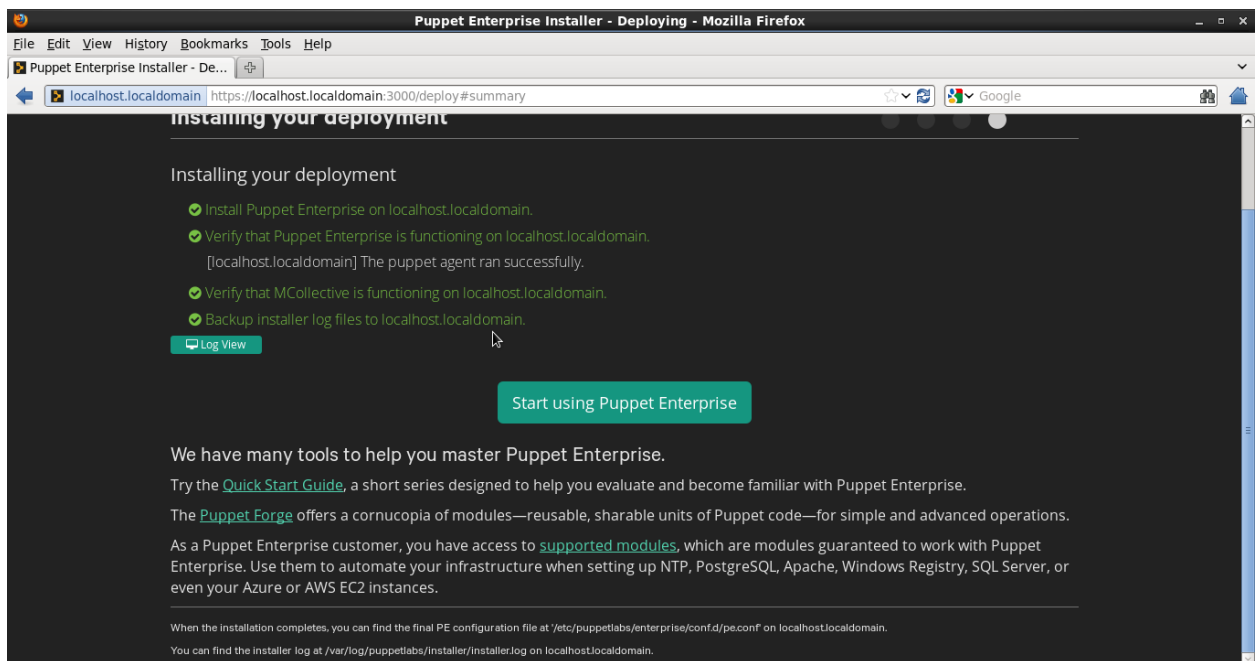 Puppet Enterprise Installer - Deploying - Mozilla Firefox
File Edit View History Bookmarks Tools Help
Puppet Enterprise Installer - De...
localhost.localdomain https://localhost.localdomain:3000/deploy#summary Google
Installing your deployment
Installing your deployment
Install Puppet Enterprise on localhost.localdomain.
Verify that Puppet Enterprise is functioning on localhost.localdomain.
[localhost.localdomain] The puppet agent ran successfully.
Verify that MCollective is functioning on localhost.localdomain.
Backup installer log files to localhost.localdomain.
Log View
Start using Puppet Enterprise
We have many tools to help you master Puppet Enterprise.
Try the Quick Start Guide, a short series designed to help you evaluate and become familiar with Puppet Enterprise.
The Puppet Forge offers a cornucopia of modules—reusable, sharable units of Puppet code—for simple and advanced operations.
As a Puppet Enterprise customer, you have access to supported modules, which are modules guaranteed to work with Puppet
Enterprise. Use them to automate your infrastructure when setting up NTP, PostgreSQL, Apache, Windows Registry, SQL Server, or
even your Azure or AWS EC2 instances.
When the installation completes, you can find the final PE configuration file at '/etc/puppetlabs/enterprise/conf.d/pe.conf' on localhost.localdomain.
You can find the installer log at /var/log/puppetlabs/installer/installer.log on localhost.localdomain.